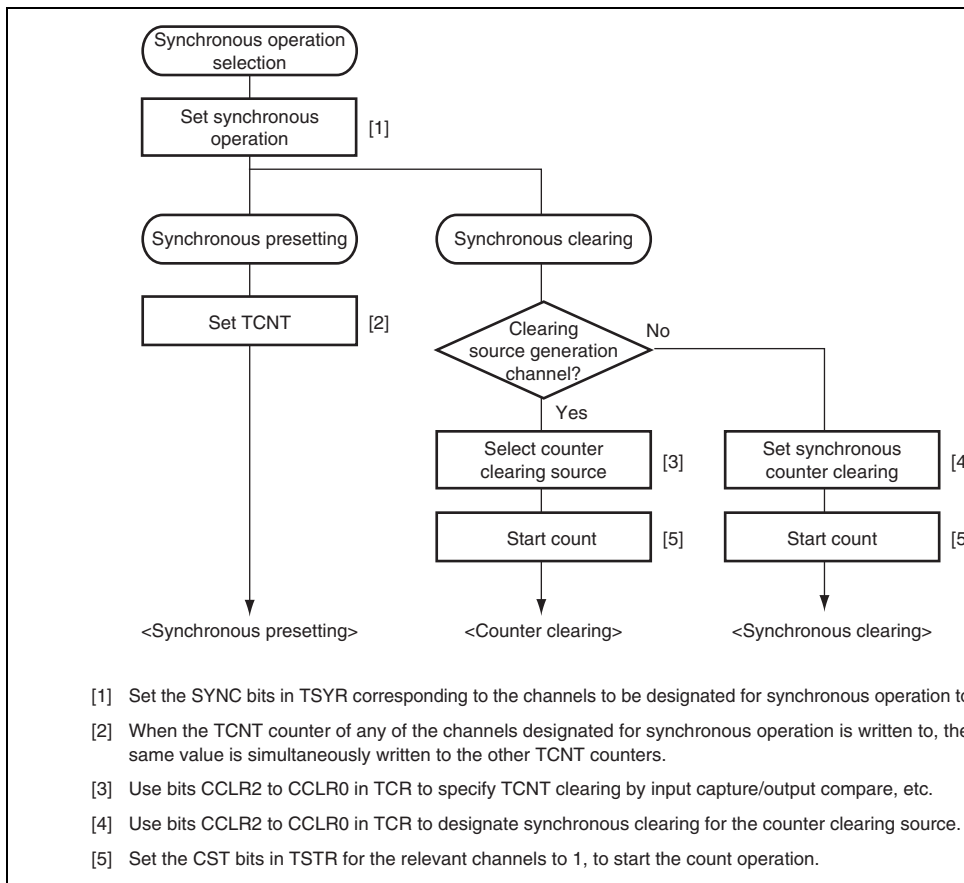 Synchronous operation
selection
Set synchronous
operation
[1]
Synchronous presetting
Synchronous clearing
Set TCNT
[2]
Clearing
source generation
channel?
No
Yes
Select counter
clearing source
[3]
Set synchronous
counter clearing
[4
Start count
[5]
Start count
[5
<Synchronous presetting>
<Counter clearing>
<Synchronous clearing>
[1] Set the SYNC bits in TSYR corresponding to the channels to be designated for synchronous operation to
[2] When the TCNT counter of any of the channels designated for synchronous operation is written to, the
same value is simultaneously written to the other TCNT counters.
[3] Use bits CCLR2 to CCLR0 in TCR to specify TCNT clearing by input capture/output compare, etc.
[4] Use bits CCLR2 to CCLR0 in TCR to designate synchronous clearing for the counter clearing source.
[5] Set the CST bits in TSTR for the relevant channels to 1, to start the count operation.